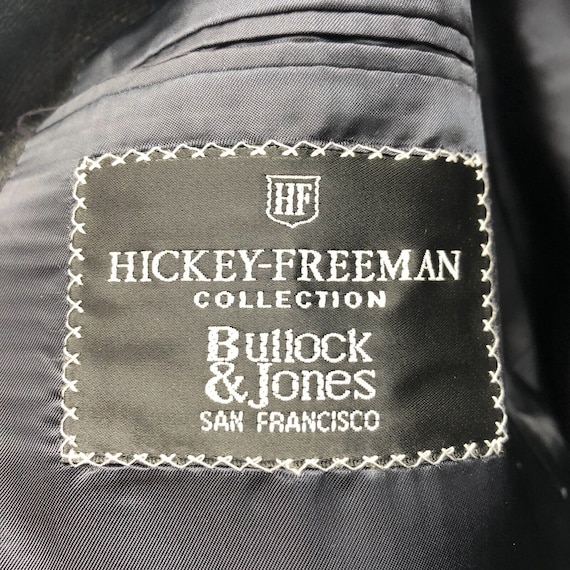 HF
HICKEY-FREEMAN
COLLECTION
Bullock
& Jones
SAN FRANCISCO